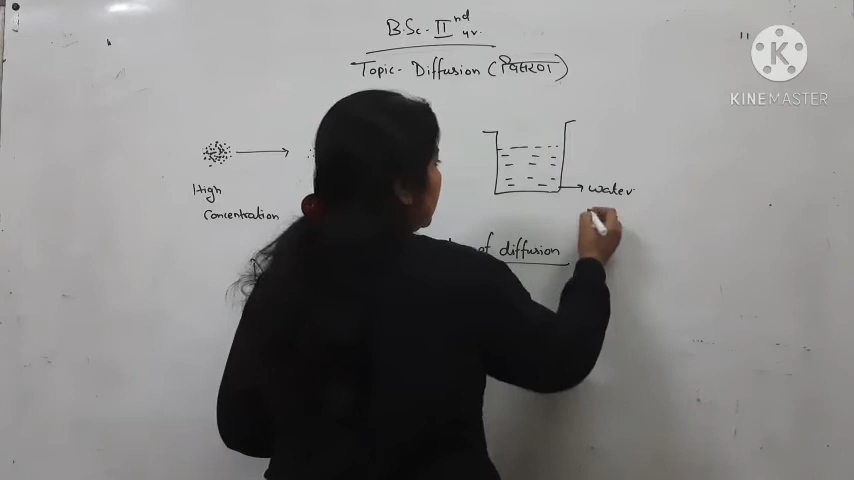 B.Sc. II nd yr.
Topic - Diffusion (विसरण)
High
Concentration
water
of diffusion
KINEMASTER